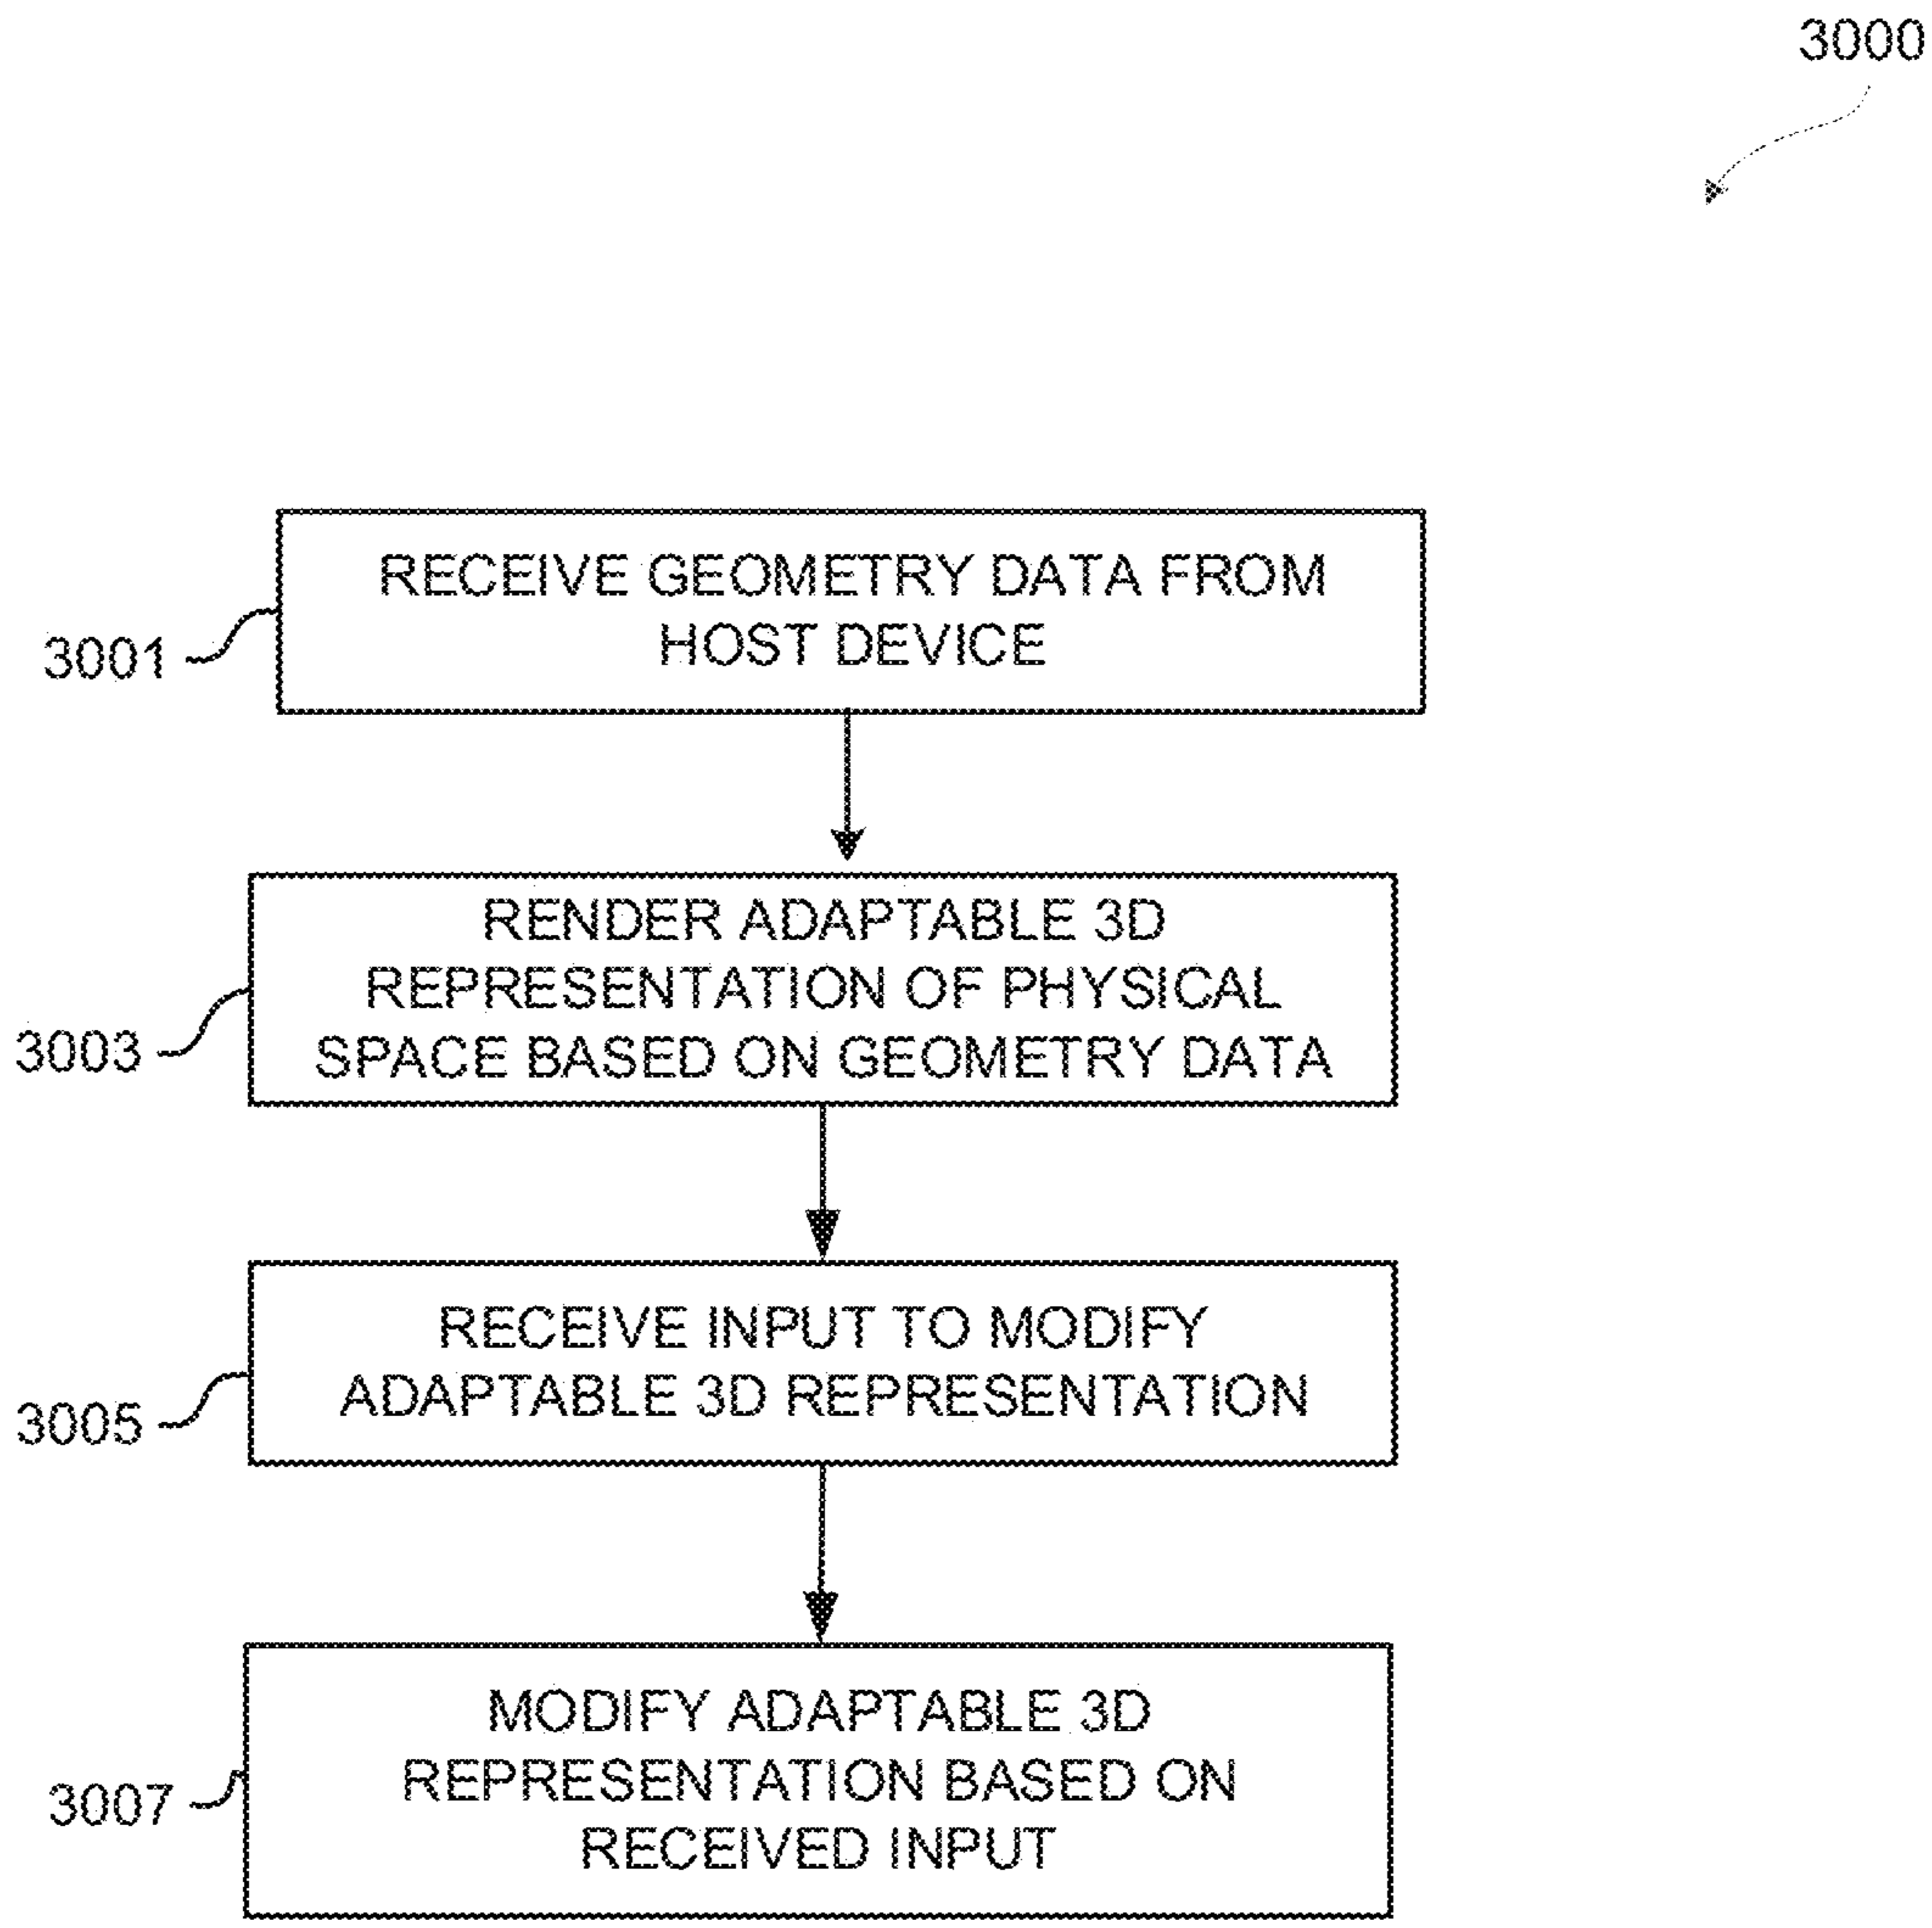 3000
RECEIVE GEOMETRY DATA FROM
HOST DEVICE
3001
RENDER ADAPTABLE 3D
REPRESENTATION OF PHYSICAL
SPACE BASED ON GEOMETRY DATA
3003
RECEIVE INPUT TO MODIFY
ADAPTABLE 3D REPRESENTATION
3005
MODIFY ADAPTABLE 3D
REPRESENTATION BASED ON
RECEIVED INPUT
3007